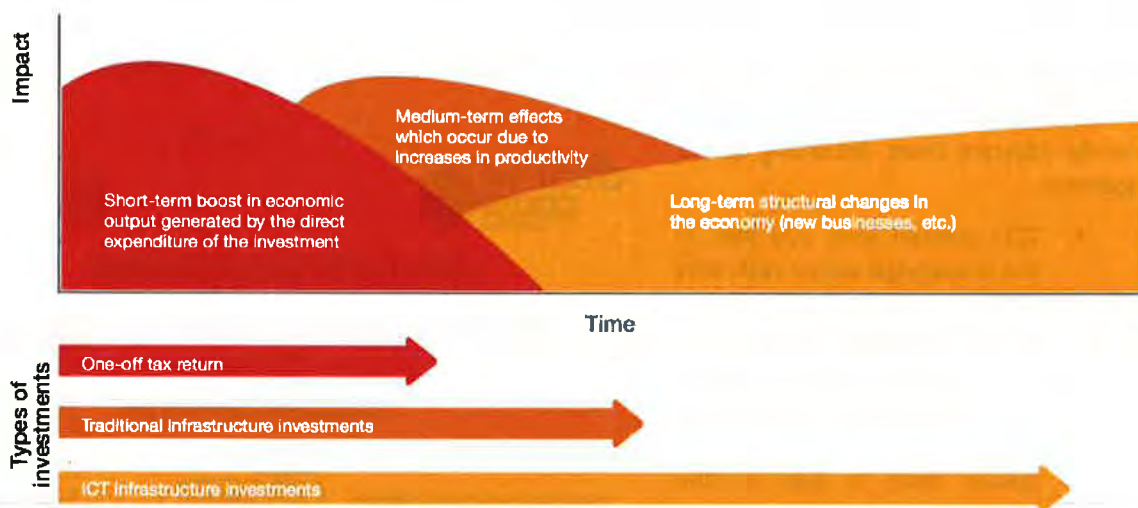 Impact
Medium-term effects
which occur due to
increases in productivity
Short-term boost in economic
output generated by the direct
expenditure of the investment
Long-term structural changes in
the economy (new businesses, etc.)
Time
Types of
investments
One-off tax return
Traditional infrastructure investments
ICT infrastructure investments